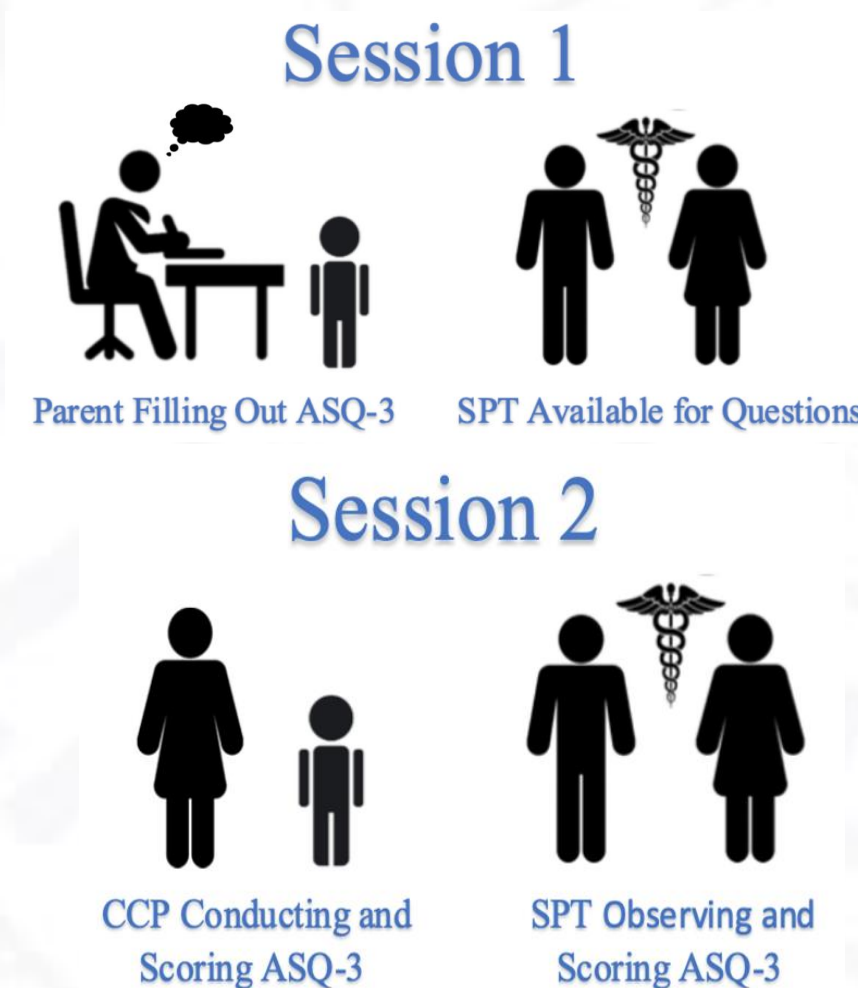 Session 1
Parent Filling Out ASQ-3
SPT Available for Questions
Session 2
CCP Conducting and
Scoring ASQ-3
SPT Observing and
Scoring ASQ-3